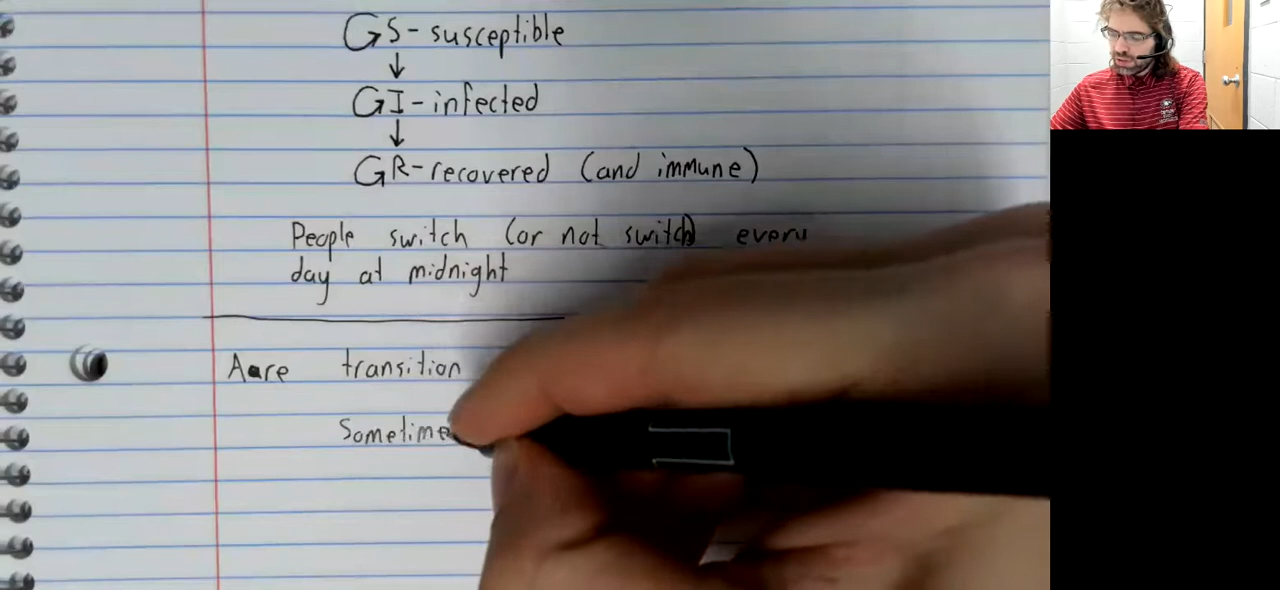 GS-susceptible
GI-infected
GR-recovered (and immune)
People switch (or not switch) every
day at midnight
Aare transition
Sometime